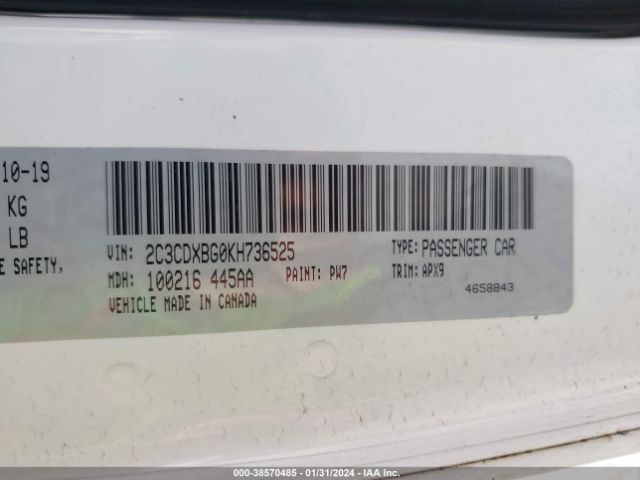 10-19
KG
LB
E SAFETY,
VIN: 2C3CDXBG0KH736525
TYPE: PASSENGER CAR
MDH: 100216 445AA
PAINT: PW7
TRIM: APX9
VEHICLE MADE IN CANADA
4658843
000-38570485 - 01/31/2024 - IAA Inc.